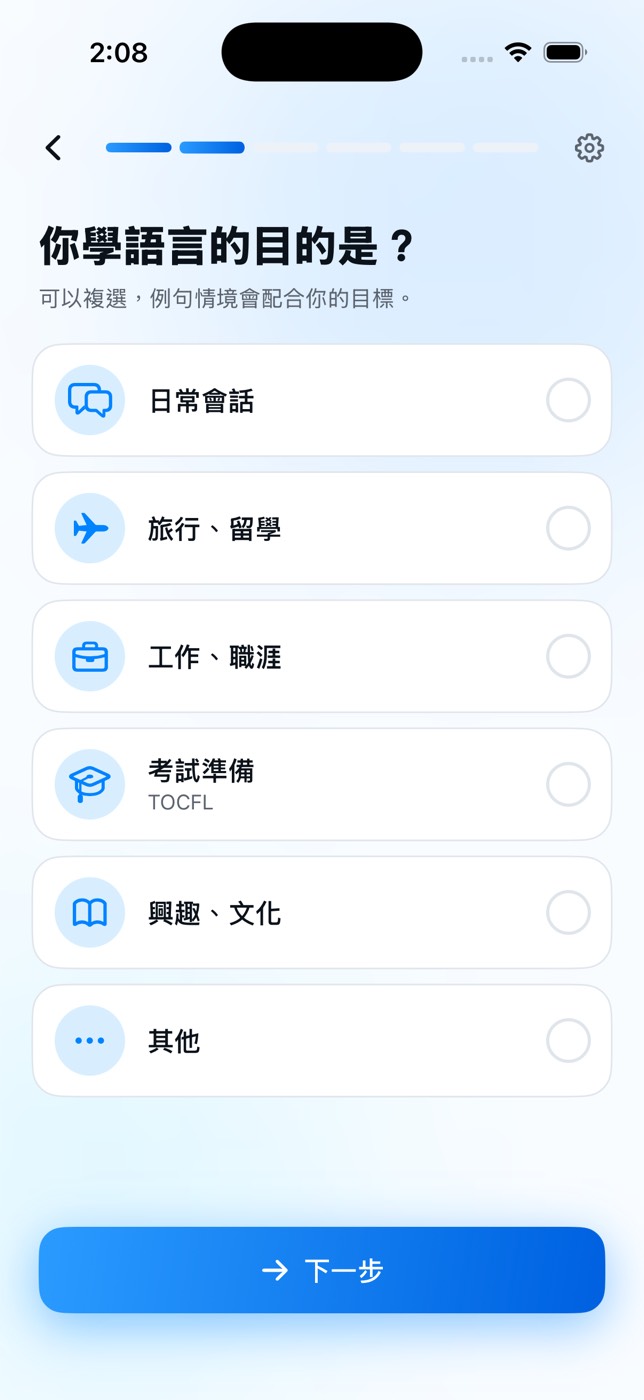 2:08
你學語言的目的是？
可以複選，例句情境會配合你的目標。
日常會話
旅行、留學
工作、職涯
考試準備
TOCFL
興趣、文化
其他
下一步